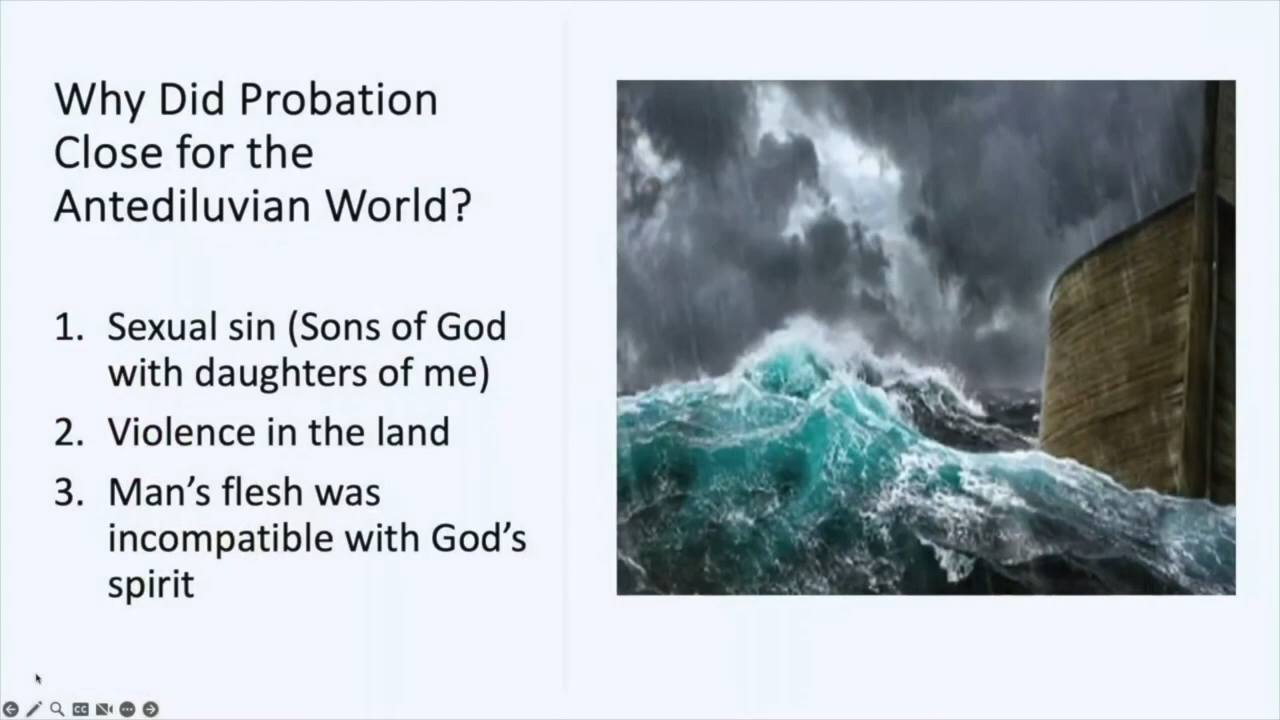 Why Did Probation
Close for the
Antediluvian World?
1. Sexual sin (Sons of God
with daughters of me)
2. Violence in the land
3. Man’s flesh was
incompatible with God’s
spirit
CC